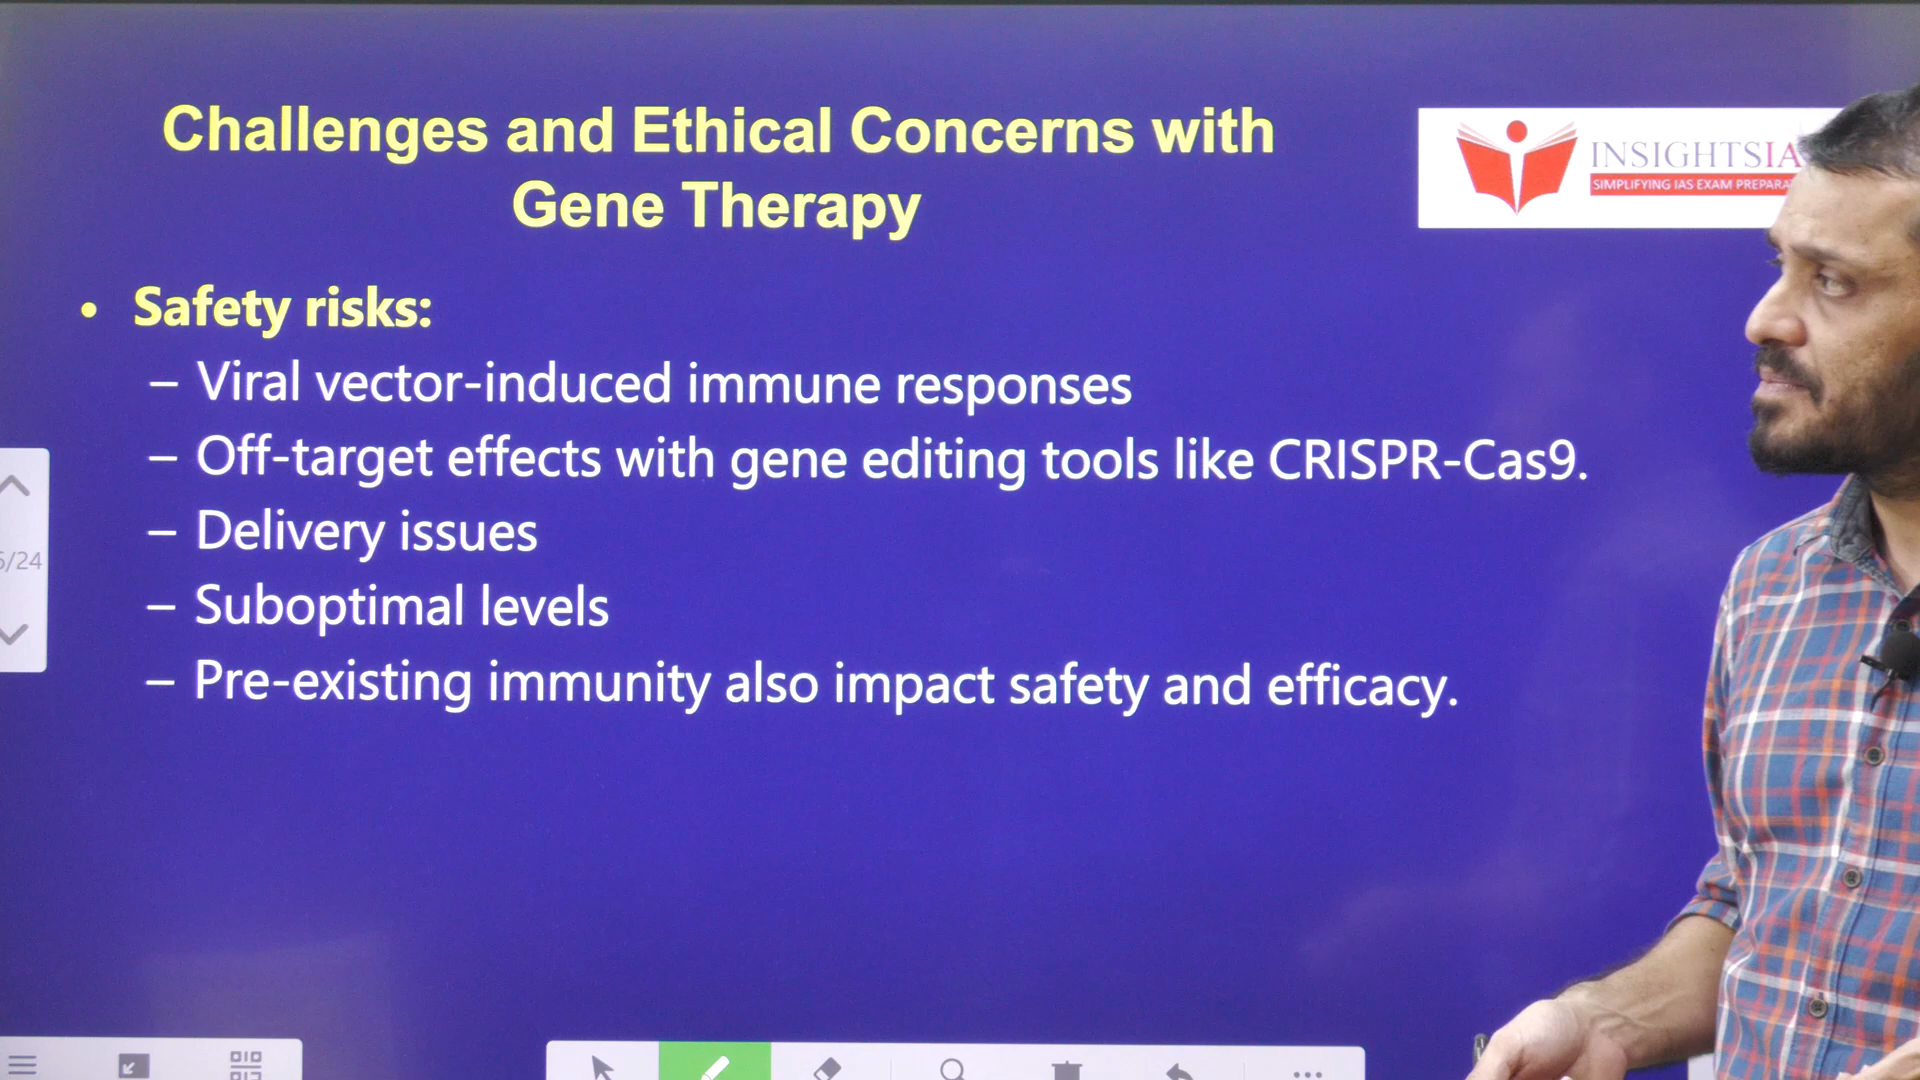 Challenges and Ethical Concerns with
Gene Therapy
INSIGHTSIA
SIMPLIFYING IAS EXAM
• Safety risks:
– Viral vector-induced immune responses
– Off-target effects with gene editing tools like CRISPR-Cas9.
– Delivery issues
– Suboptimal levels
– Pre-existing immunity also impact safety and efficacy.
/24